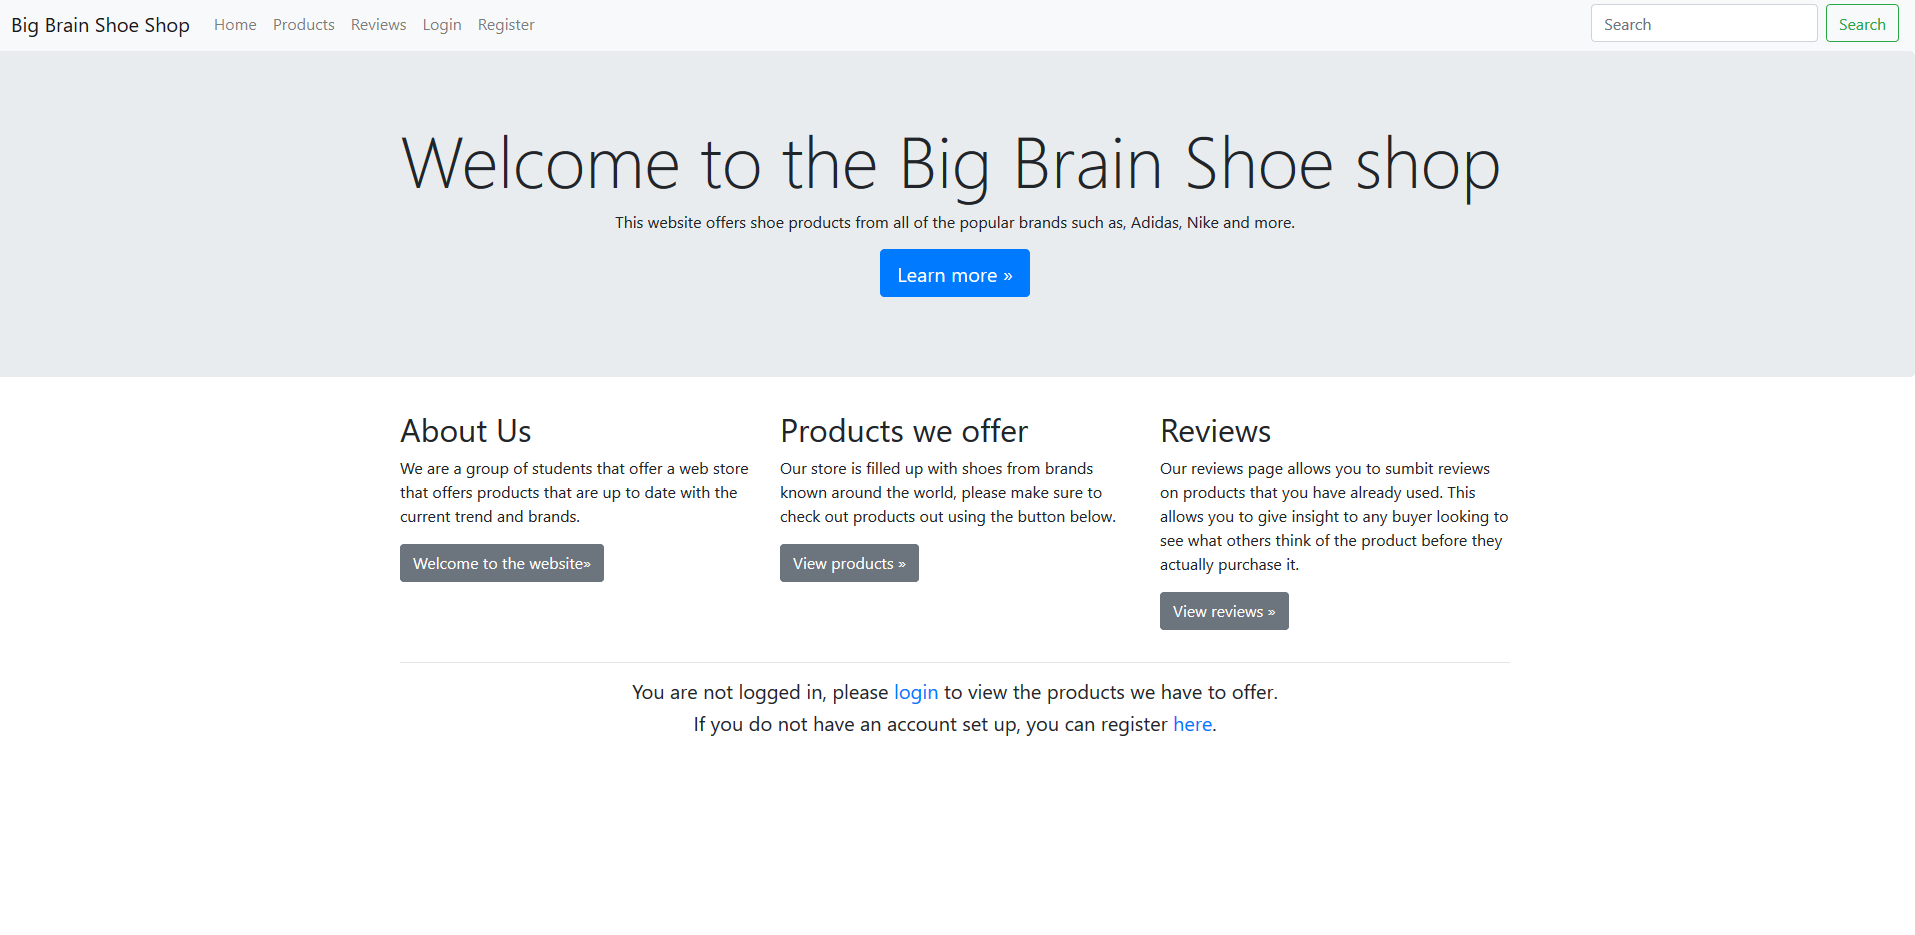 Big Brain Shoe Shop Home Products Reviews Login Register Search Search
Welcome to the Big Brain Shoe shop
This website offers shoe products from all of the popular brands such as, Adidas, Nike and more.
Learn more »
About Us
We are a group of students that offer a web store
that offers products that are up to date with the
current trend and brands.
Welcome to the website»
Products we offer
Our store is filled up with shoes from brands
known around the world, please make sure to
check out products out using the button below.
View products »
Reviews
Our reviews page allows you to sumbit reviews
on products that you have already used. This
allows you to give insight to any buyer looking to
see what others think of the product before they
actually purchase it.
View reviews »
You are not logged in, please login to view the products we have to offer.
If you do not have an account set up, you can register here.